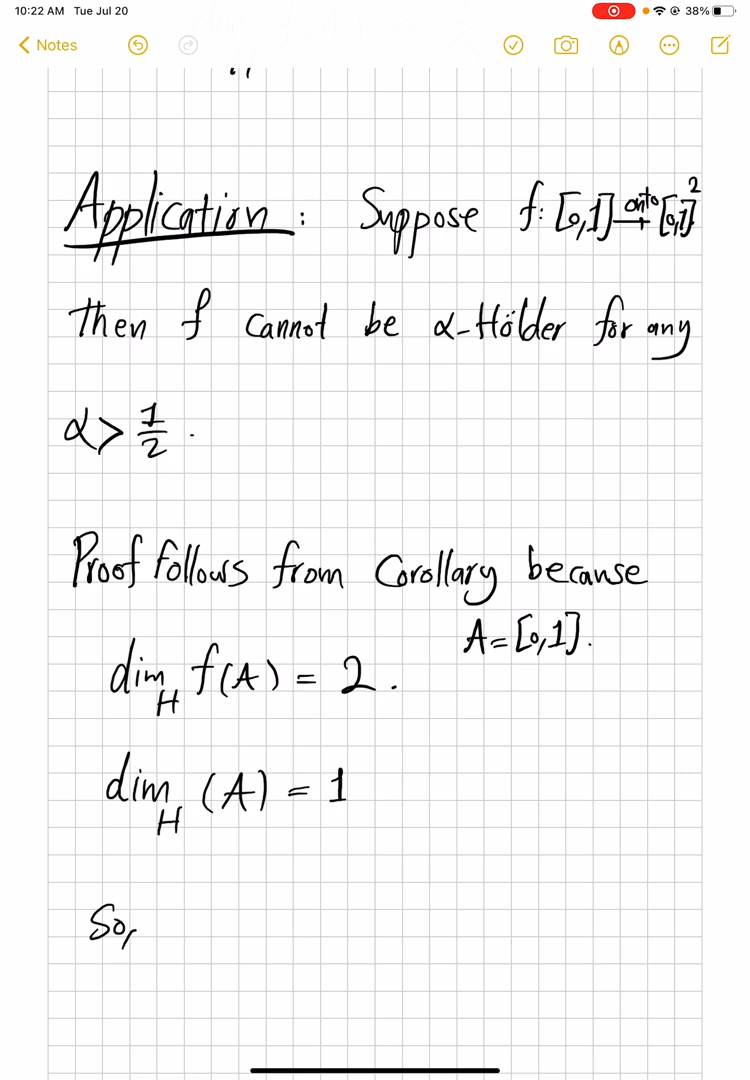 10:22 AM Tue Jul 20
38%
Notes
Application: Suppose f: [0,1] onto→ [0,1]²
Then f cannot be α-Hölder for any
α > 1/2 .
Proof follows from Corollary because
A = [0,1].
dim_H f(A) = 2 .
dim_H (A) = 1
So,